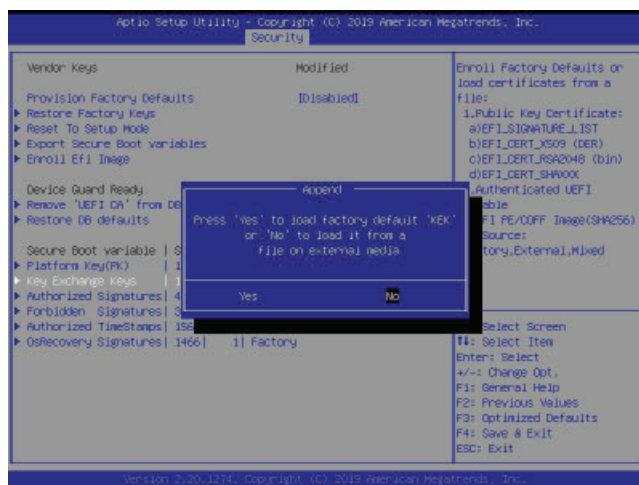 Aptio Setup Utility - Copyright (C) 2019 American Megatrends, Inc.
Security
Vendor Keys Modified
Provision Factory Defaults [Disabled]
Restore Factory Keys
Reset To Setup Mode
Export Secure Boot variables
Enroll Efi Image
Device Guard Ready
Remove 'UEFI CA' from DB
Restore DB defaults
Secure Boot variable | S
Platform Key(PK) | 1
Key Exchange Keys | 1
Authorized Signatures| 4
Forbidden Signatures| 3
Authorized TimeStamps| 156
OsRecovery Signatures| 1466| 1| Factory
Append
Press 'Yes' to load factory default 'KEK'
or 'No' to load it from a
file on external media
Yes No
Enroll Factory Defaults or
load certificates from a
file:
1.Public Key Certificate:
a)EFI_SIGNATURE_LIST
b)EFI_CERT_X509 (DER)
c)EFI_CERT_RSA2048 (bin)
d)EFI_CERT_SHAXXX
.Authenticated UEFI
able
FI PE/COFF Image(SHA256)
Source:
tory,External,Mixed
Select Screen
↑↓: Select Item
Enter: Select
+/-: Change Opt.
F1: General Help
F2: Previous Values
F3: Optimized Defaults
F4: Save & Exit
ESC: Exit
Version 2.20.1274. Copyright (C) 2019 American Megatrends, Inc.